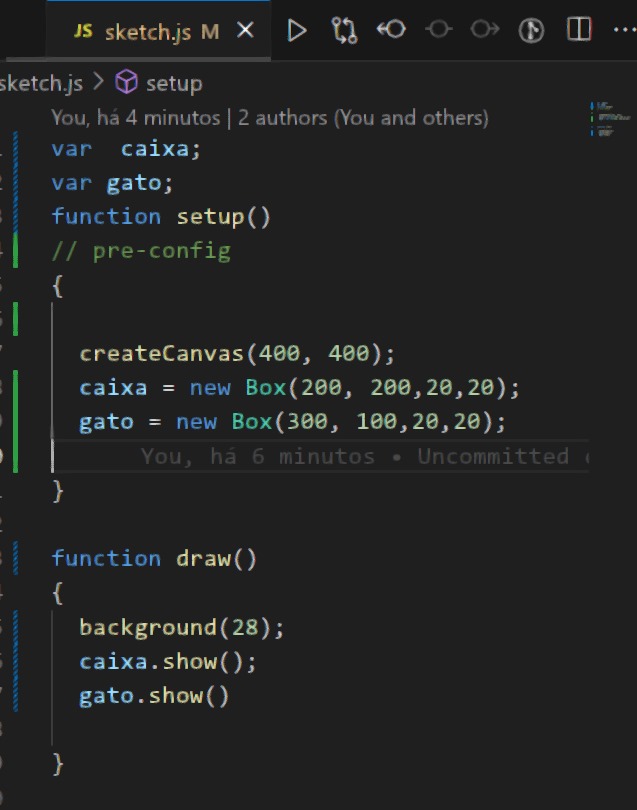 JS sketch.js M
sketch.js > setup
You, há 4 minutos | 2 authors (You and others)
var  caixa;
var gato;
function setup()
// pre-config
{
createCanvas(400, 400);
caixa = new Box(200, 200,20,20);
gato = new Box(300, 100,20,20);
You, há 6 minutos • Uncommitted
}
function draw()
{
background(28);
caixa.show();
gato.show()
}